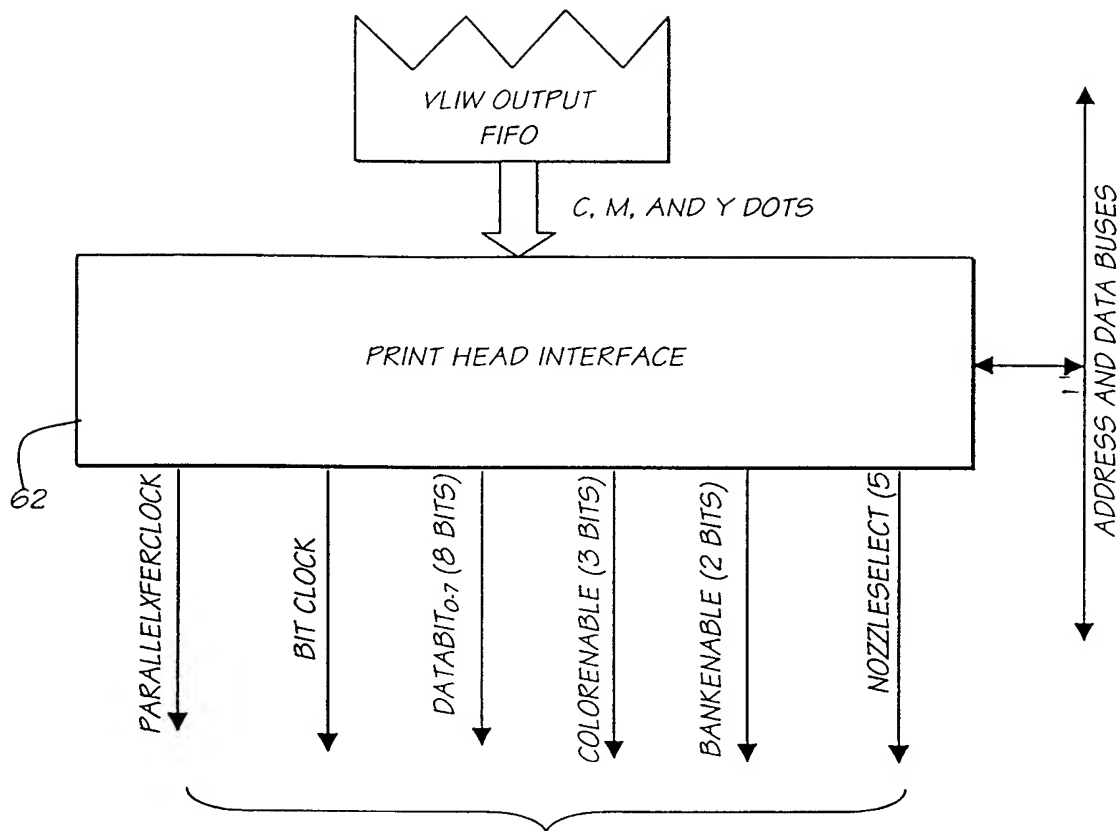 VLIW OUTPUT
FIFO
C, M, AND Y DOTS
PRINT HEAD INTERFACE
ADDRESS AND DATA BUSES
62
PARALLELXFERCLOCK
BIT CLOCK
DATABIT0-7 (8 BITS)
COLORENABLE (3 BITS)
BANKENABLE (2 BITS)
NOZZLESELECT (5